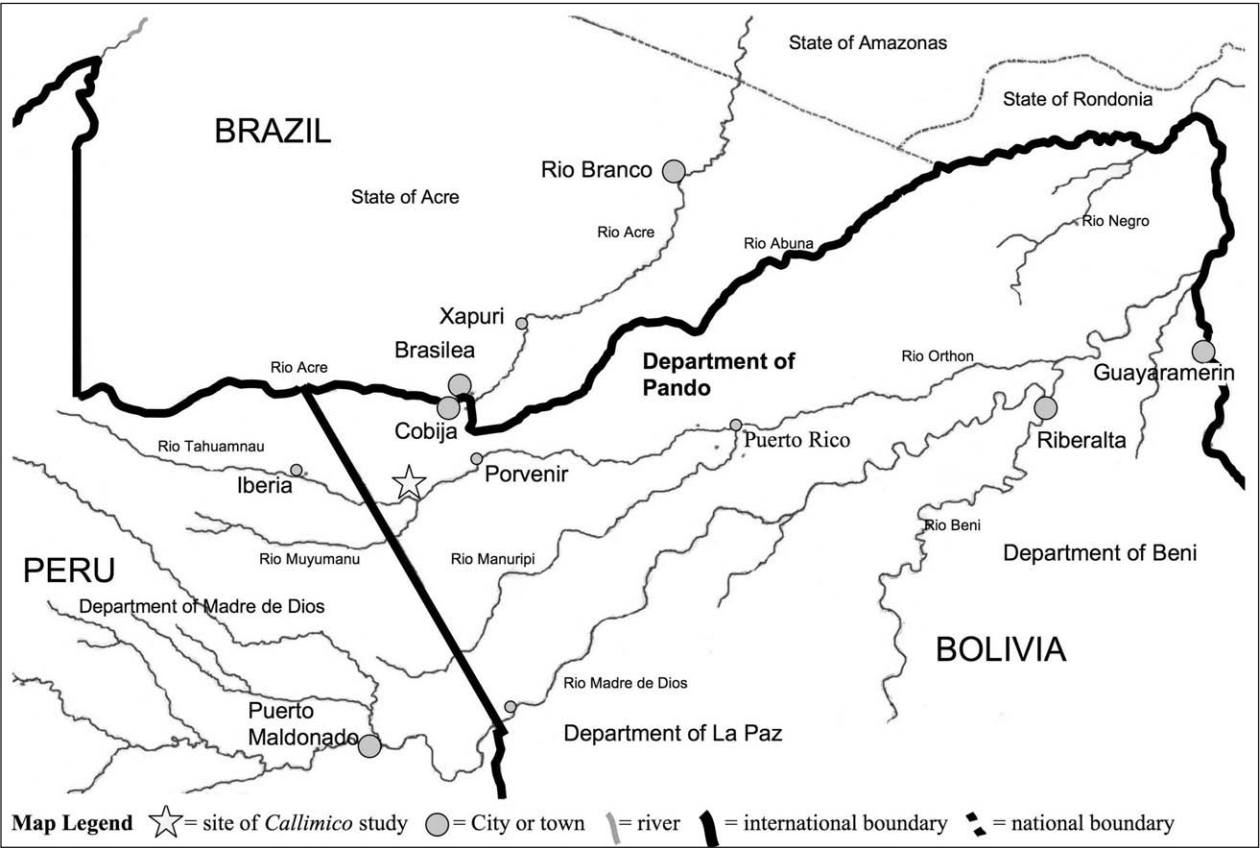 State of Amazonas
State of Rondonia
BRAZIL
Rio Branco
State of Acre
Rio Negro
Rio Acre
Rio Abuna
Xapuri
Brasilea
Rio Orthon
Department of
Pando
Rio Acre
Guayaramerin
Cobija
Puerto Rico
Riberalta
Rio Tahuamnau
Porvenir
Iberia
Rio Beni
Rio Muyumanu
Rio Manuripi
Department of Beni
PERU
Department of Madre de Dios
BOLIVIA
Rio Madre de Dios
Puerto
Maldonado
Department of La Paz
Map Legend = site of Callimico study = City or town = river = international boundary = national boundary